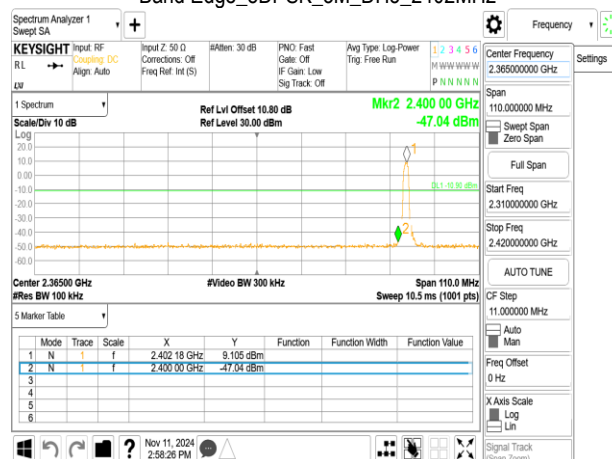 Band Edge_8DPSK_3M_DH5_2402MHz
Spectrum Analyzer 1
Swept SA
Frequency
Settings
KEYSIGHT
RL
Input: RF
Coupling: DC
Align: Auto
Input Z: 50 Ω
Corrections: Off
Freq Ref: Int (S)
#Atten: 30 dB
PNO: Fast
Gate: Off
IF Gain: Low
Sig Track: Off
Avg Type: Log-Power
Trig: Free Run
1 2 3 4 5 6
M W W W W W
P N N N N N
1 Spectrum
Scale/Div 10 dB
Log
Ref Lvl Offset 10.80 dB
Ref Level 30.00 dBm
Mkr2 2.400 00 GHz
-47.04 dBm
20.0
10.0
0.00
-10.0
-20.0
-30.0
-40.0
-50.0
-60.0
1
2
DL1 -10.90 dBm
Center 2.36500 GHz
#Res BW 100 kHz
#Video BW 300 kHz
Span 110.0 MHz
Sweep 10.5 ms (1001 pts)
5 Marker Table
Mode Trace Scale X Y Function Function Width Function Value
1 N 1 f 2.402 18 GHz 9.105 dBm
2 N 1 f 2.400 00 GHz -47.04 dBm
3
4
5
6
Nov 11, 2024
2:58:26 PM
Center Frequency
2.365000000 GHz
Span
110.000000 MHz
Swept Span
Zero Span
Full Span
Start Freq
2.310000000 GHz
Stop Freq
2.420000000 GHz
AUTO TUNE
CF Step
11.000000 MHz
Auto
Man
Freq Offset
0 Hz
X Axis Scale
Log
Lin
Signal Track
(Span Zoom)